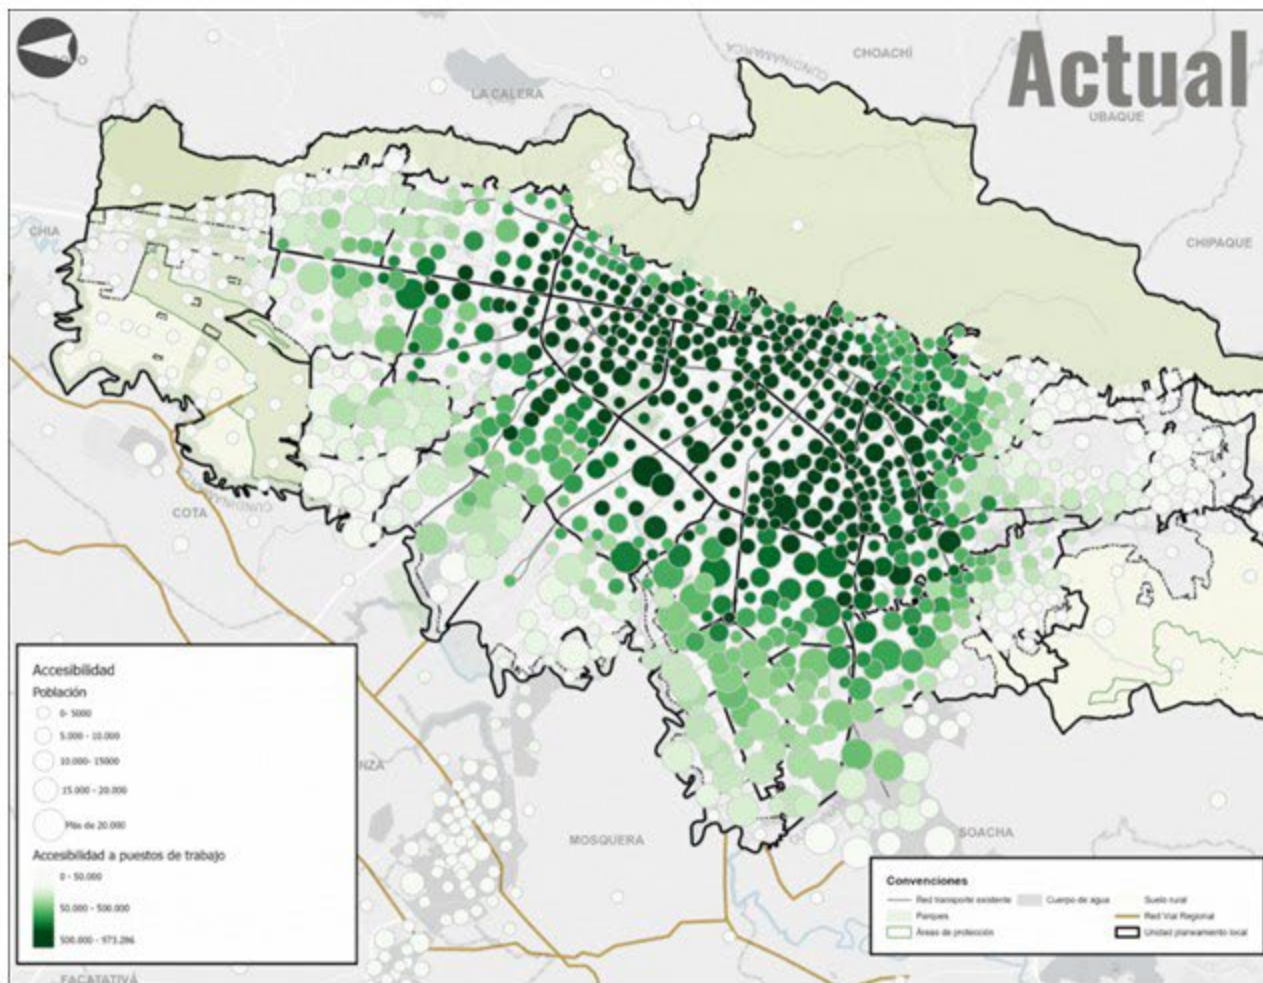 Actual
CHOACHÍ
CUNDINAMARCA
LA CALERA
UBAQUE
CHIA
CHIPAQUE
COTA
NZA
MOSQUERA
SOACHA
FACATATIVÁ
Accesibilidad
Población
0- 5000
5.000 - 10.000
10.000- 15000
15.000 - 20.000
Más de 20.000
Accesibilidad a puestos de trabajo
0 - 50.000
50.000 - 500.000
500.000 - 973.286
Convenciones
Red transporte existente
Cuerpo de agua
Suelo rural
Parques
Red Vial Regional
Áreas de protección
Unidad planeamiento local